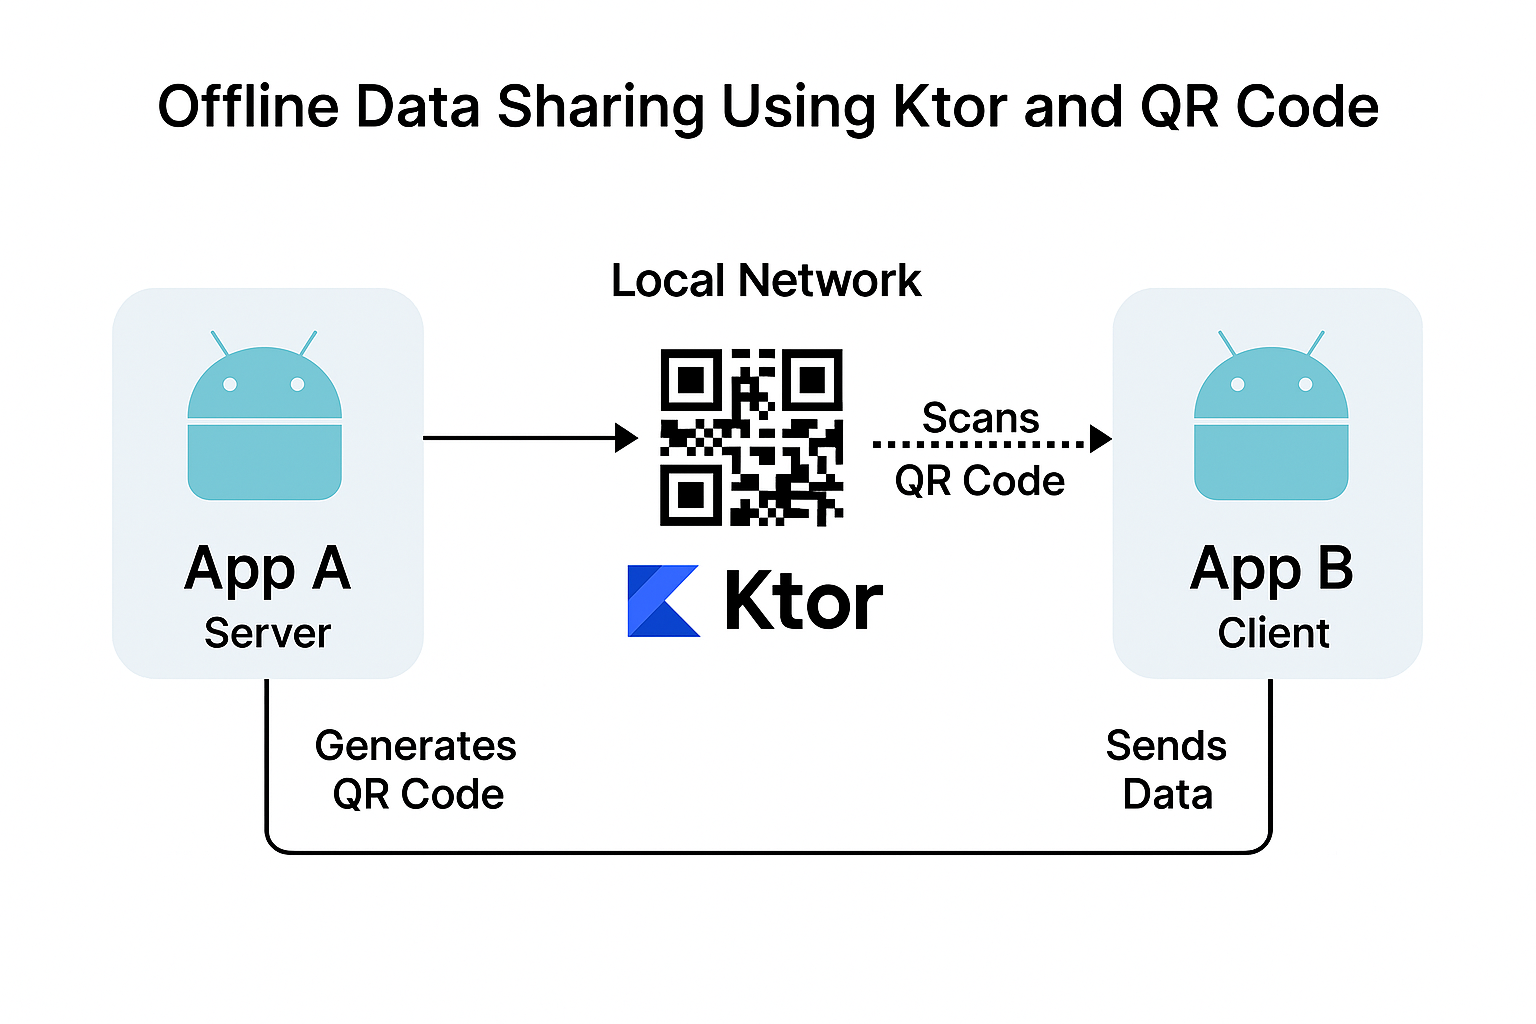 Offline Data Sharing Using Ktor and QR Code
Local Network
Scans
QR Code
Ktor
App A
Server
App B
Client
Generates
QR Code
Sends
Data